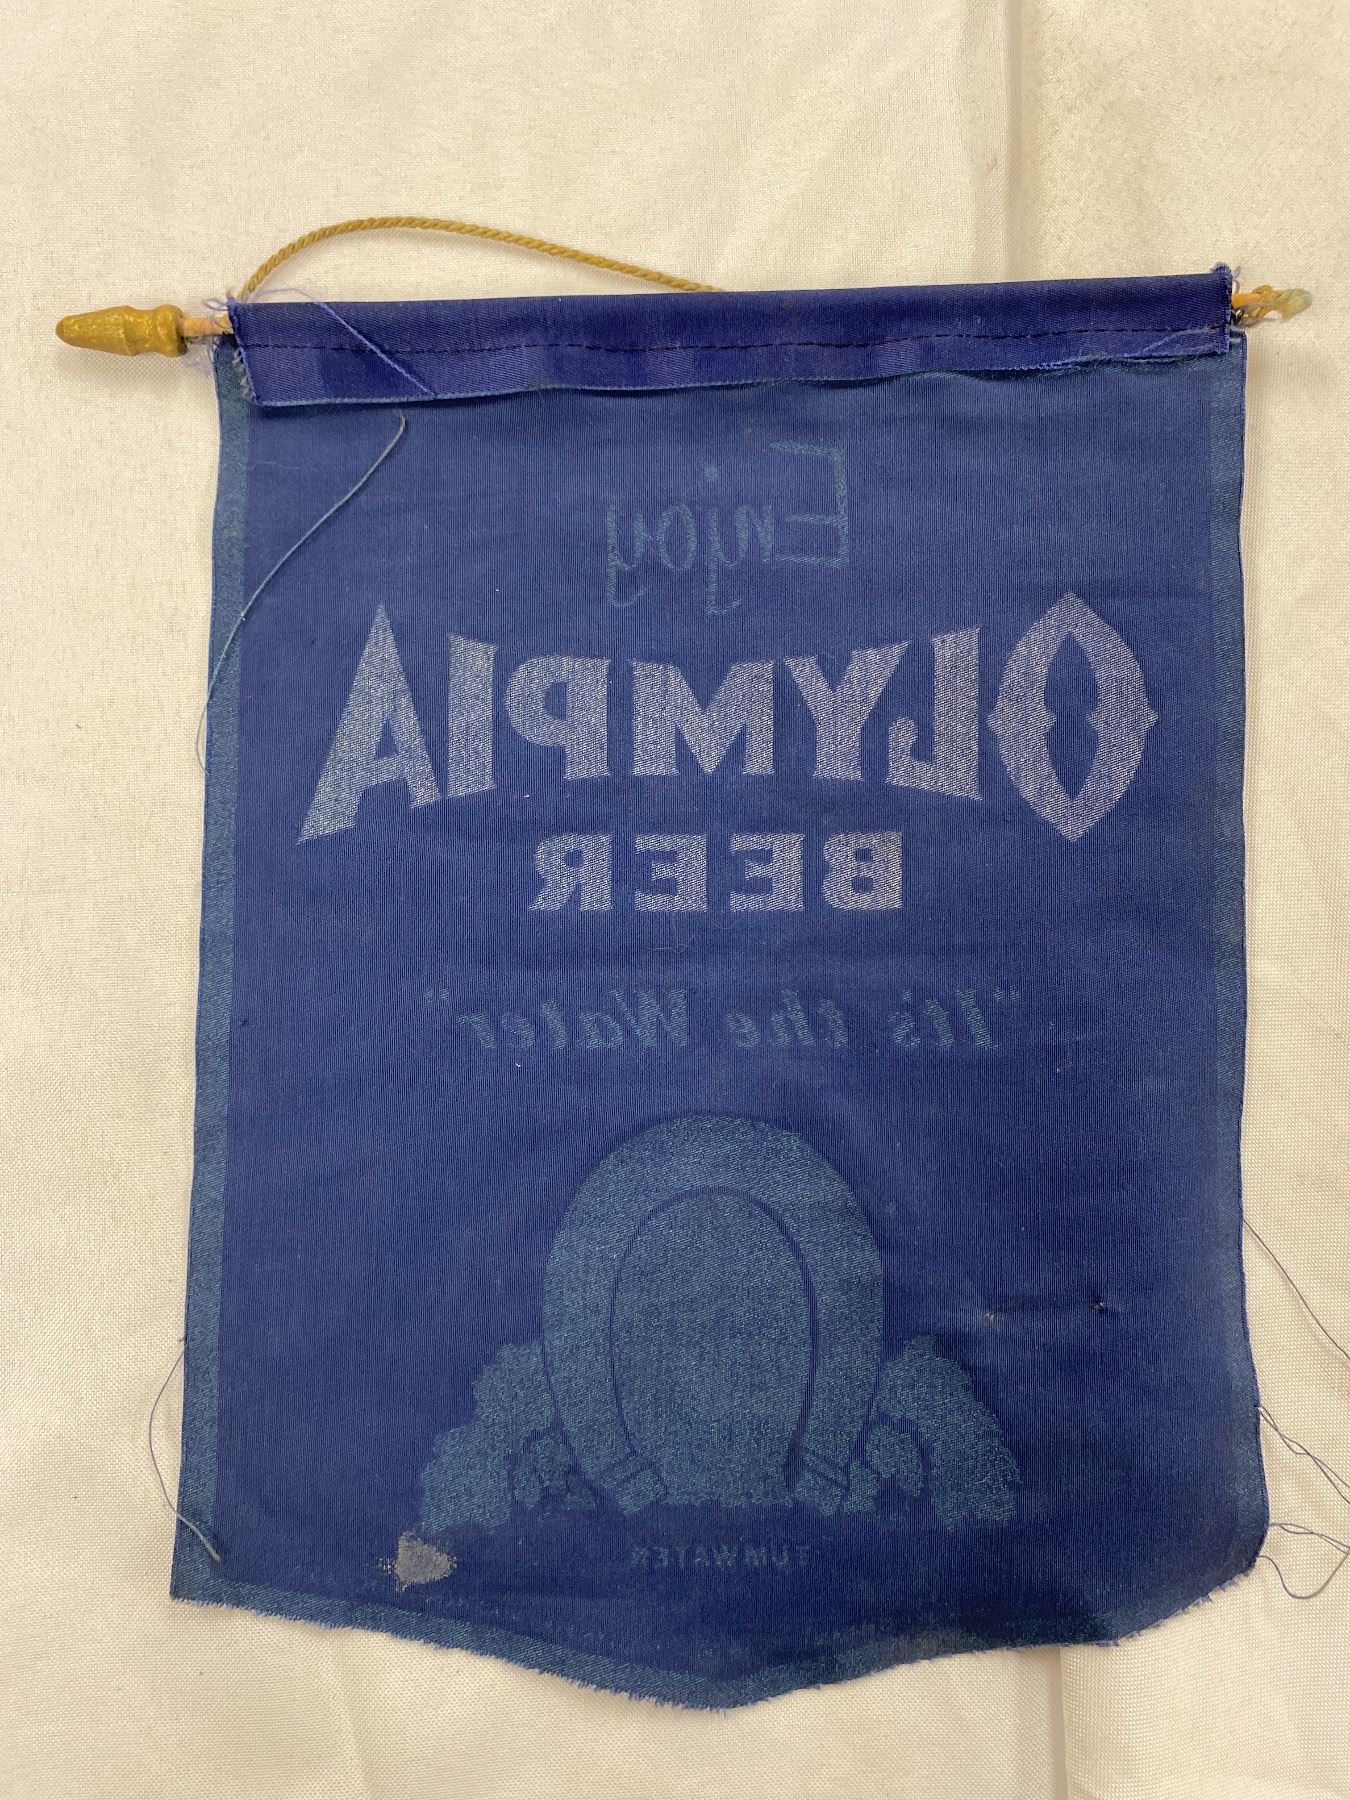 Enjoy
OLYMPIA
BEER
"It's the Water"
TUMWATER